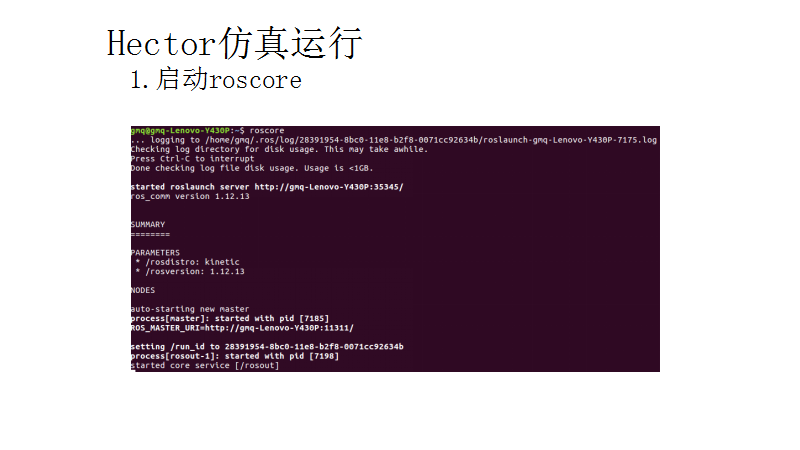 Hector仿真运行
1.启动roscore
gmq@gmq-Lenovo-Y430P:~$ roscore
... logging to /home/gmq/.ros/log/28391954-8bc0-11e8-b2f8-0071cc92634b/roslaunch-gmq-Lenovo-Y430P-7175.log
Checking log directory for disk usage. This may take awhile.
Press Ctrl-C to interrupt
Done checking log file disk usage. Usage is <1GB.
started roslaunch server http://gmq-Lenovo-Y430P:35345/
ros_comm version 1.12.13
SUMMARY
========
PARAMETERS
* /rosdistro: kinetic
* /rosversion: 1.12.13
NODES
auto-starting new master
process[master]: started with pid [7185]
ROS_MASTER_URI=http://gmq-Lenovo-Y430P:11311/
setting /run_id to 28391954-8bc0-11e8-b2f8-0071cc92634b
process[rosout-1]: started with pid [7198]
started core service [/rosout]